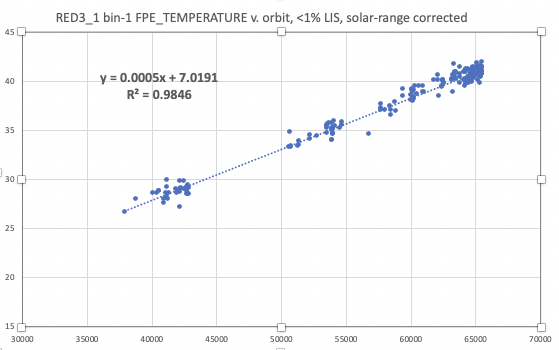 RED3_1 bin-1 FPE_TEMPERATURE v. orbit, <1% LIS, solar-range corrected
45
y = 0.0005x + 7.0191
R² = 0.9846
40
35
30
25
20
15
30000 35000 40000 45000 50000 55000 60000 65000 70000